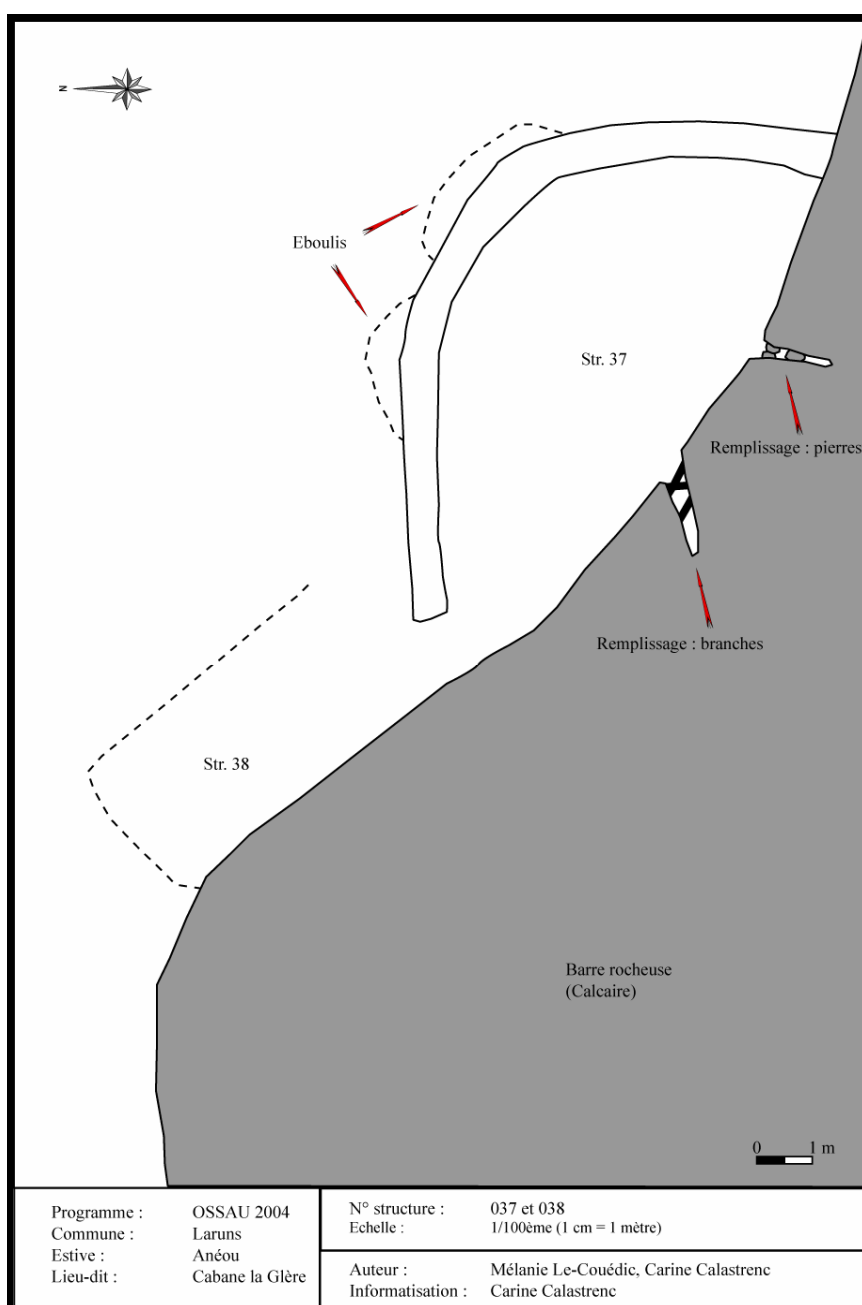 N
Eboulis
Str. 37
Remplissage : pierres
Remplissage : branches
Str. 38
Barre rocheuse
(Calcaire)
0 1 m
Programme : OSSAU 2004
Commune : Laruns
Estive : Anéou
Lieu-dit : Cabane la Glère
N° structure : 037 et 038
Echelle : 1/100ème (1 cm = 1 mètre)
Auteur : Mélanie Le-Couédic, Carine Calastrenc
Informatisation : Carine Calastrenc